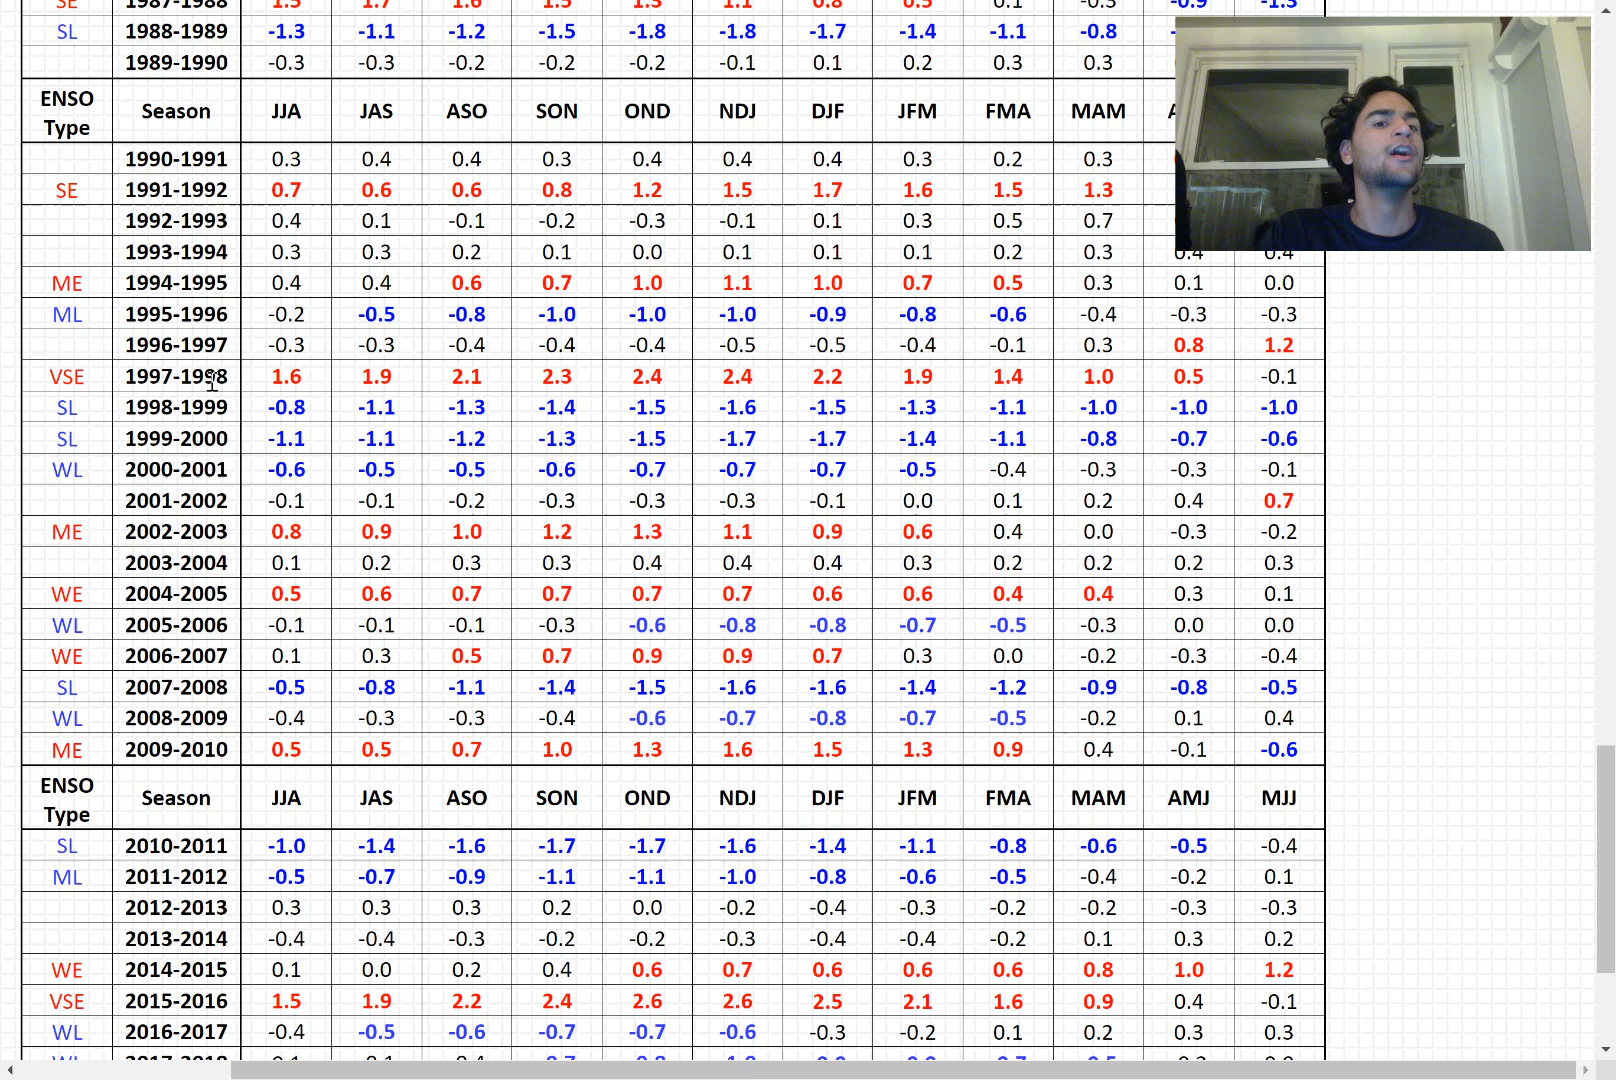 SE 1987-1988 1.5 1.7 1.6 1.5 1.3 1.1 0.8 0.5 0.1 -0.3 -0.9 -1.3
SL 1988-1989 -1.3 -1.1 -1.2 -1.5 -1.8 -1.8 -1.7 -1.4 -1.1 -0.8
1989-1990 -0.3 -0.3 -0.2 -0.2 -0.2 -0.1 0.1 0.2 0.3 0.3
ENSO Type Season JJA JAS ASO SON OND NDJ DJF JFM FMA MAM
1990-1991 0.3 0.4 0.4 0.3 0.4 0.4 0.4 0.3 0.2 0.3
SE 1991-1992 0.7 0.6 0.6 0.8 1.2 1.5 1.7 1.6 1.5 1.3
1992-1993 0.4 0.1 -0.1 -0.2 -0.3 -0.1 0.1 0.3 0.5 0.7
1993-1994 0.3 0.3 0.2 0.1 0.0 0.1 0.1 0.1 0.2 0.3 0.4 0.4
ME 1994-1995 0.4 0.4 0.6 0.7 1.0 1.1 1.0 0.7 0.5 0.3 0.1 0.0
ML 1995-1996 -0.2 -0.5 -0.8 -1.0 -1.0 -1.0 -0.9 -0.8 -0.6 -0.4 -0.3 -0.3
1996-1997 -0.3 -0.3 -0.4 -0.4 -0.4 -0.5 -0.5 -0.4 -0.1 0.3 0.8 1.2
VSE 1997-1998 1.6 1.9 2.1 2.3 2.4 2.4 2.2 1.9 1.4 1.0 0.5 -0.1
SL 1998-1999 -0.8 -1.1 -1.3 -1.4 -1.5 -1.6 -1.5 -1.3 -1.1 -1.0 -1.0 -1.0
SL 1999-2000 -1.1 -1.1 -1.2 -1.3 -1.5 -1.7 -1.7 -1.4 -1.1 -0.8 -0.7 -0.6
WL 2000-2001 -0.6 -0.5 -0.5 -0.6 -0.7 -0.7 -0.7 -0.5 -0.4 -0.3 -0.3 -0.1
2001-2002 -0.1 -0.1 -0.2 -0.3 -0.3 -0.3 -0.1 0.0 0.1 0.2 0.4 0.7
ME 2002-2003 0.8 0.9 1.0 1.2 1.3 1.1 0.9 0.6 0.4 0.0 -0.3 -0.2
2003-2004 0.1 0.2 0.3 0.3 0.4 0.4 0.4 0.3 0.2 0.2 0.2 0.3
WE 2004-2005 0.5 0.6 0.7 0.7 0.7 0.7 0.6 0.6 0.4 0.4 0.3 0.1
WL 2005-2006 -0.1 -0.1 -0.1 -0.3 -0.6 -0.8 -0.8 -0.7 -0.5 -0.3 0.0 0.0
WE 2006-2007 0.1 0.3 0.5 0.7 0.9 0.9 0.7 0.3 0.0 -0.2 -0.3 -0.4
SL 2007-2008 -0.5 -0.8 -1.1 -1.4 -1.5 -1.6 -1.6 -1.4 -1.2 -0.9 -0.8 -0.5
WL 2008-2009 -0.4 -0.3 -0.3 -0.4 -0.6 -0.7 -0.8 -0.7 -0.5 -0.2 0.1 0.4
ME 2009-2010 0.5 0.5 0.7 1.0 1.3 1.6 1.5 1.3 0.9 0.4 -0.1 -0.6
ENSO Type Season JJA JAS ASO SON OND NDJ DJF JFM FMA MAM AMJ MJJ
SL 2010-2011 -1.0 -1.4 -1.6 -1.7 -1.7 -1.6 -1.4 -1.1 -0.8 -0.6 -0.5 -0.4
ML 2011-2012 -0.5 -0.7 -0.9 -1.1 -1.1 -1.0 -0.8 -0.6 -0.5 -0.4 -0.2 0.1
2012-2013 0.3 0.3 0.3 0.2 0.0 -0.2 -0.4 -0.3 -0.2 -0.2 -0.3 -0.3
2013-2014 -0.4 -0.4 -0.3 -0.2 -0.2 -0.3 -0.4 -0.4 -0.2 0.1 0.3 0.2
WE 2014-2015 0.1 0.0 0.2 0.4 0.6 0.7 0.6 0.6 0.6 0.8 1.0 1.2
VSE 2015-2016 1.5 1.9 2.2 2.4 2.6 2.6 2.5 2.1 1.6 0.9 0.4 -0.1
WL 2016-2017 -0.4 -0.5 -0.6 -0.7 -0.7 -0.6 -0.3 -0.2 0.1 0.2 0.3 0.3